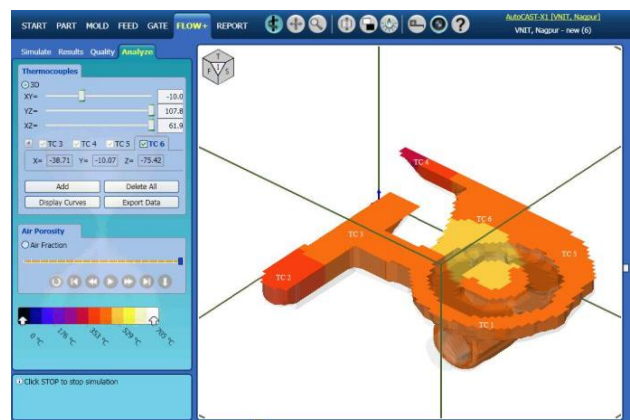 START PART MOLD FEED GATE FLOW+ REPORT
AutoCAST-X1 [VNIT, Nagpur]
VNIT, Nagpur - new (6)
Simulate Results Quality Analyze
Thermocouples
3D
XY= -10.0
YZ= 107.8
XZ= 61.9
TC 3 TC 4 TC 5 TC 6
X= -38.71 Y= -10.07 Z= -75.42
Add Delete All
Display Curves Export Data
Air Porosity
Air Fraction
0 °C 176 °C 353 °C 529 °C 705 °C
Click STOP to stop simulation
T
F S
TC 4
TC 6
TC 3
TC 5
TC 2
TC 1